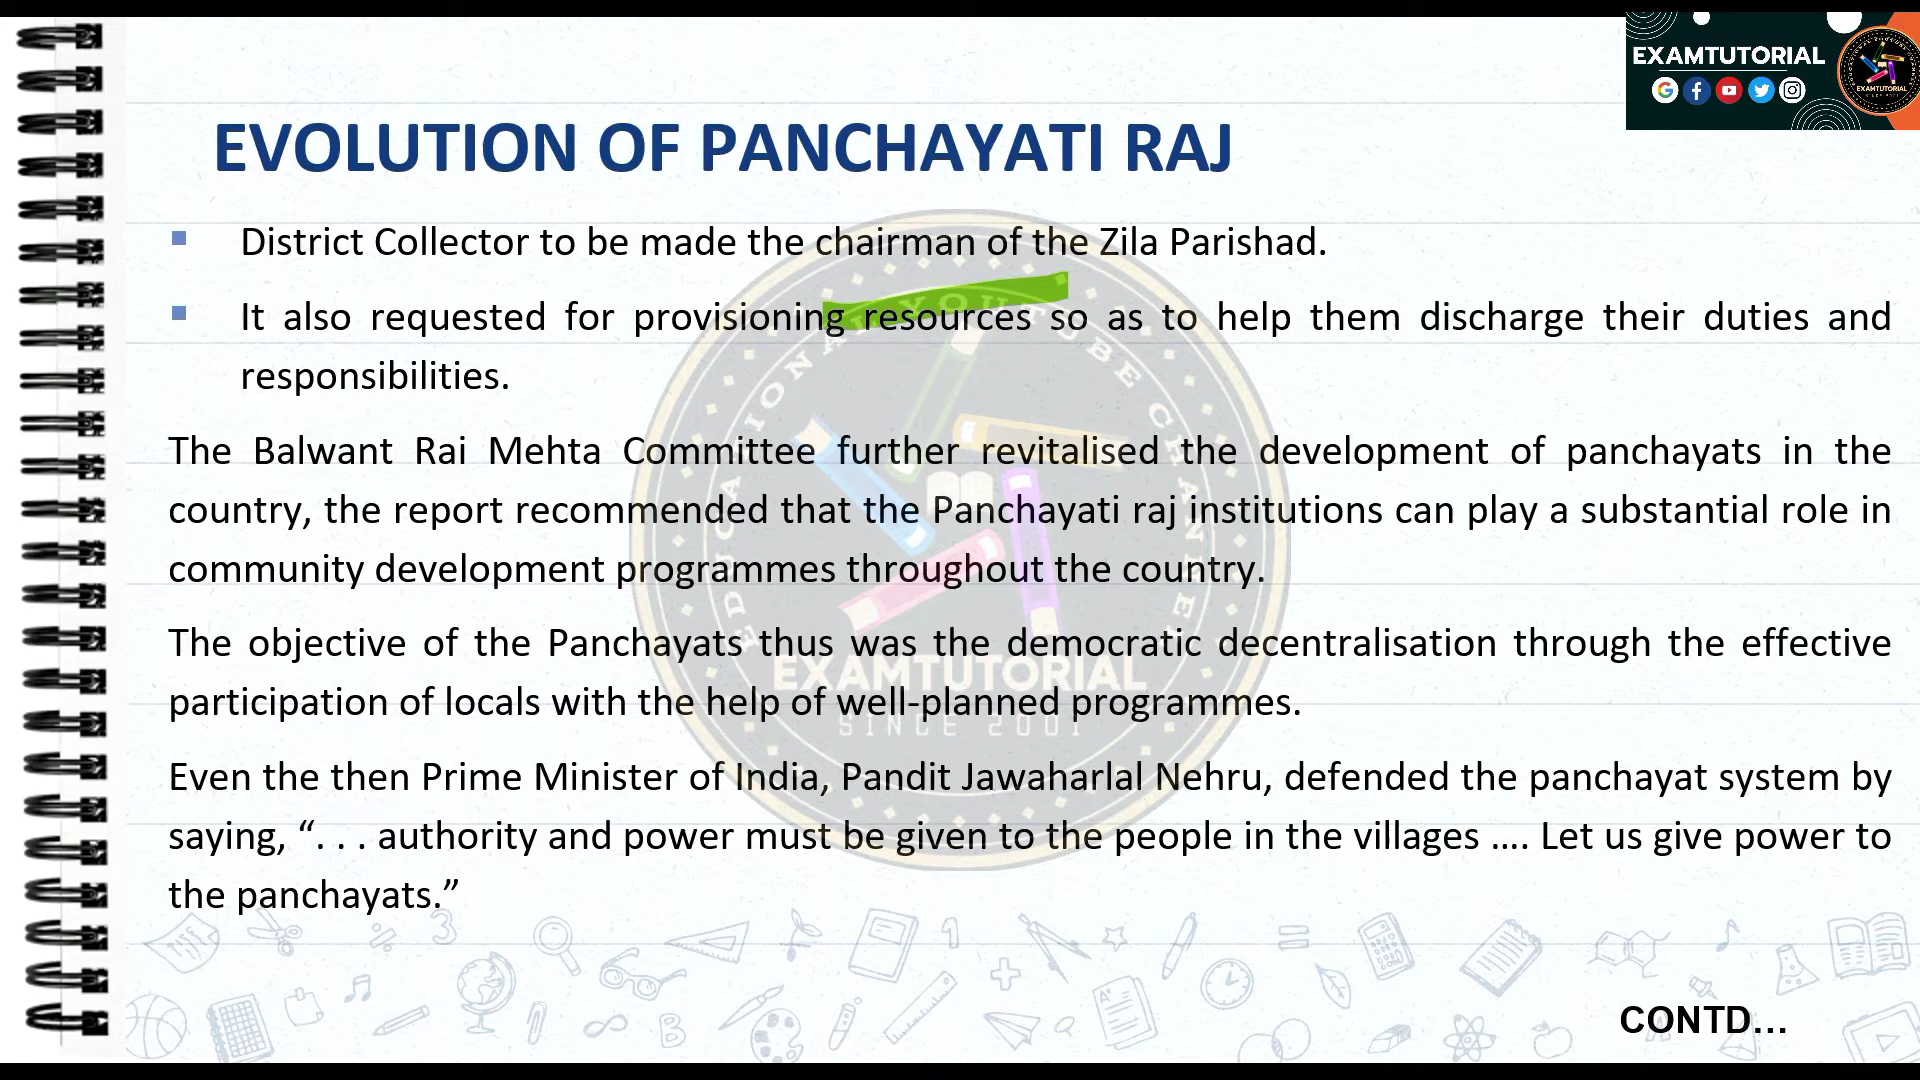 EXAMTUTORIAL
EVOLUTION OF PANCHAYATI RAJ
District Collector to be made the chairman of the Zila Parishad.
It also requested for provisioning resources so as to help them discharge their duties and
responsibilities.
The Balwant Rai Mehta Committee further revitalised the development of panchayats in the
country, the report recommended that the Panchayati raj institutions can play a substantial role in
community development programmes throughout the country.
The objective of the Panchayats thus was the democratic decentralisation through the effective
participation of locals with the help of well-planned programmes.
Even the then Prime Minister of India, Pandit Jawaharlal Nehru, defended the panchayat system by
saying, “. . . authority and power must be given to the people in the villages …. Let us give power to
the panchayats.”
EDUCATIONAL YOUTUBE CHANNEL
EXAMTUTORIAL
SINCE 2001
CONTD...